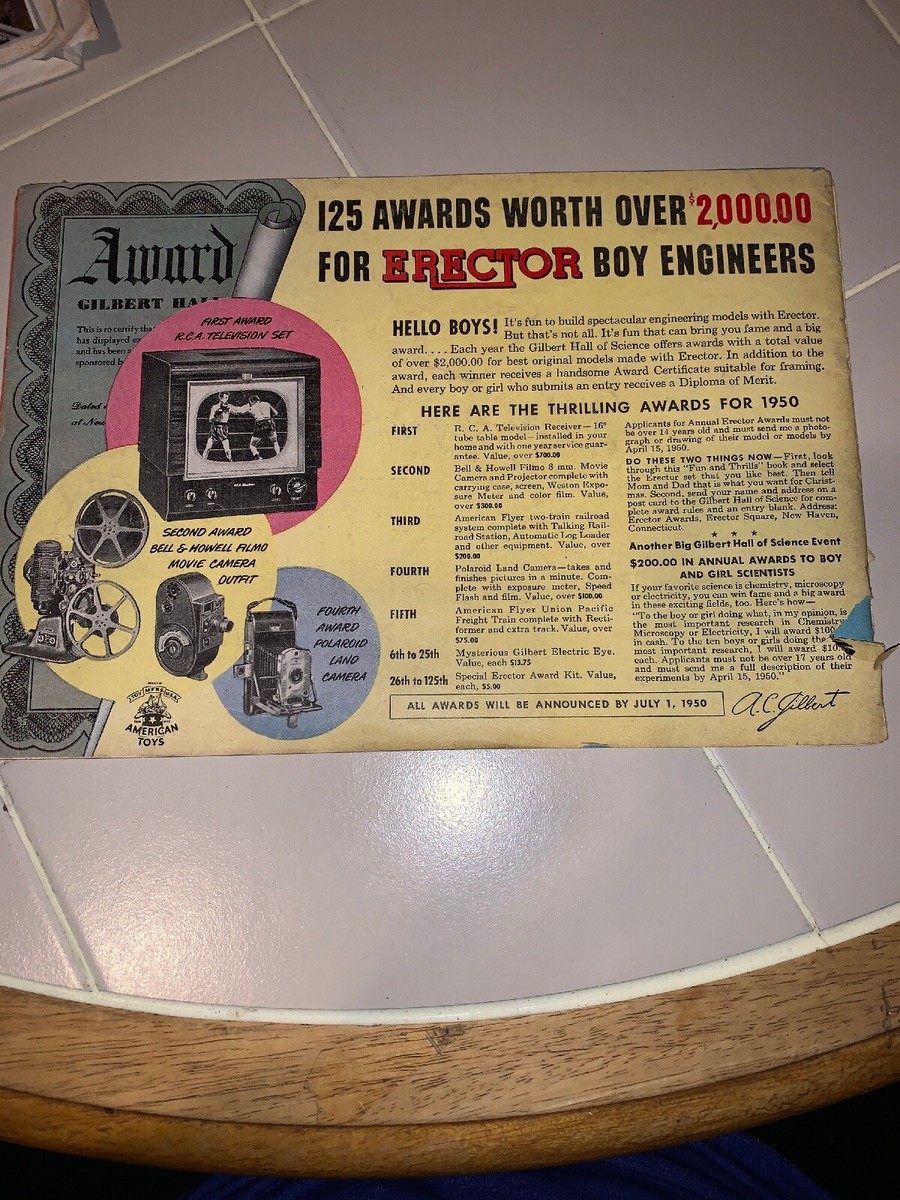 125 AWARDS WORTH OVER $2,000.00
FOR ERECTOR BOY ENGINEERS
Award
GILBERT HALL
This is to certify that
has displayed
and has been a
sponsored b
Dated
at New
FIRST AWARD
R.C.A. TELEVISION SET
SECOND AWARD
BELL & HOWELL FILMO
MOVIE CAMERA
OUTFIT
FOURTH
AWARD
POLAROID
LAND
CAMERA
AMERICAN
TOYS
HELLO BOYS! It's fun to build spectacular engineering models with Erector.
But that's not all. It's fun that can bring you fame and a big
award.... Each year the Gilbert Hall of Science offers awards with a total value
of over $2,000.00 for best original models made with Erector. In addition to the
award, each winner receives a handsome Award Certificate suitable for framing.
And every boy or girl who submits an entry receives a Diploma of Merit.
HERE ARE THE THRILLING AWARDS FOR 1950
FIRST R. C. A. Television Receiver—16"
tube table model—installed in your
home and with one year service guar-
antee. Value, over $700.00
SECOND Bell & Howell Filmo 8 mm. Movie
Camera and Projector complete with
carrying case, screen, Weston Expo-
sure Meter and color film. Value,
over $300.00
THIRD American Flyer two-train railroad
system complete with Talking Rail-
road Station, Automatic Log Loader
and other equipment. Value, over
$200.00
FOURTH Polaroid Land Camera—takes and
finishes pictures in a minute. Com-
plete with exposure meter, Speed
Flash and film. Value, over $100.00
FIFTH American Flyer Union Pacific
Freight Train complete with Recti-
former and extra track. Value, over
$75.00
6th to 25th Mysterious Gilbert Electric Eye.
Value, each $13.75
26th to 125th Special Erector Award Kit. Value,
each, $5.00
Applicants for Annual Erector Awards must not
be over 14 years old and must send me a photo-
graph or drawing of their model or models by
April 15, 1950.
DO THESE TWO THINGS NOW—First, look
through this "Fun and Thrills" book and select
the Erector set that you like best. Then tell
Mom and Dad that is what you want for Christ-
mas. Second, send your name and address on a
post card to the Gilbert Hall of Science for com-
plete award rules and an entry blank. Address:
Erector Awards, Erector Square, New Haven,
Connecticut.
★ ★ ★
Another Big Gilbert Hall of Science Event
$200.00 IN ANNUAL AWARDS TO BOY
AND GIRL SCIENTISTS
If your favorite science is chemistry, microscopy
or electricity, you can win fame and a big award
in these exciting fields, too. Here's how—
"To the boy or girl doing what, in my opinion, is
the most important research in Chemistry
Microscopy or Electricity, I will award $100
in cash. To the ten boys or girls doing the
most important research, I will award $10.
each. Applicants must not be over 17 years old
and must send me a full description of their
experiments by April 15, 1950."
ALL AWARDS WILL BE ANNOUNCED BY JULY 1, 1950
A.C. Gilbert